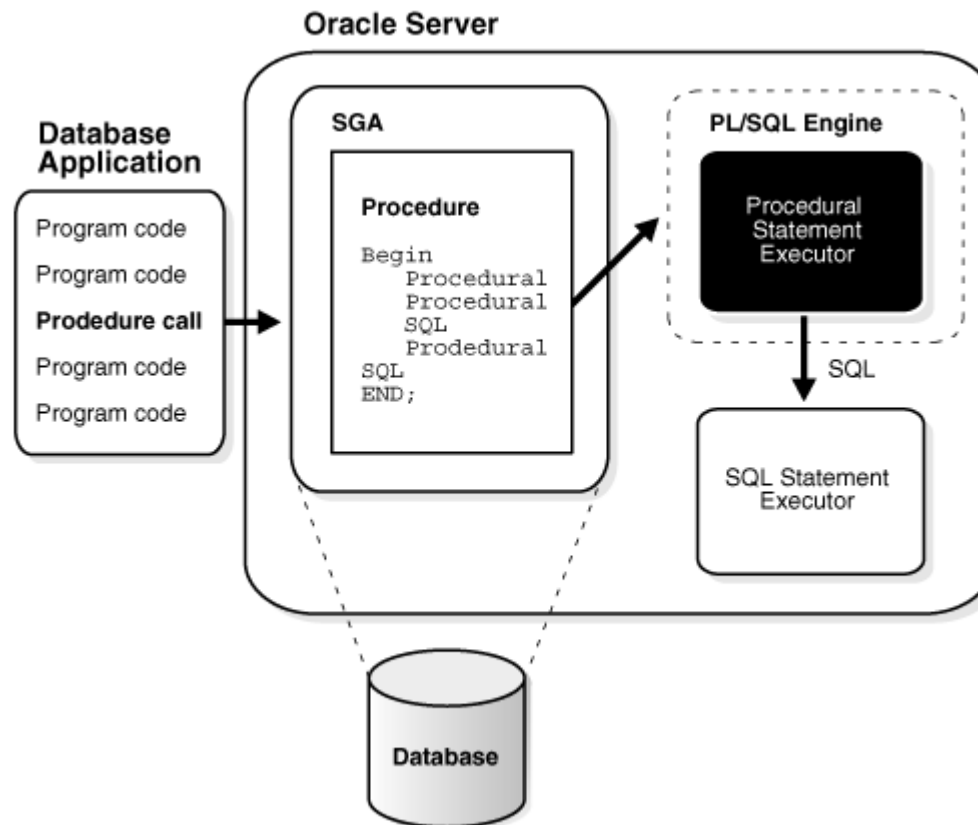 Oracle Server
Database
Application
Program code
Program code
Prodedure call
Program code
Program code
SGA
Procedure
Begin
Procedural
Procedural
SQL
Prodedural
SQL
END;
PL/SQL Engine
Procedural
Statement
Executor
SQL
SQL Statement
Executor
Database